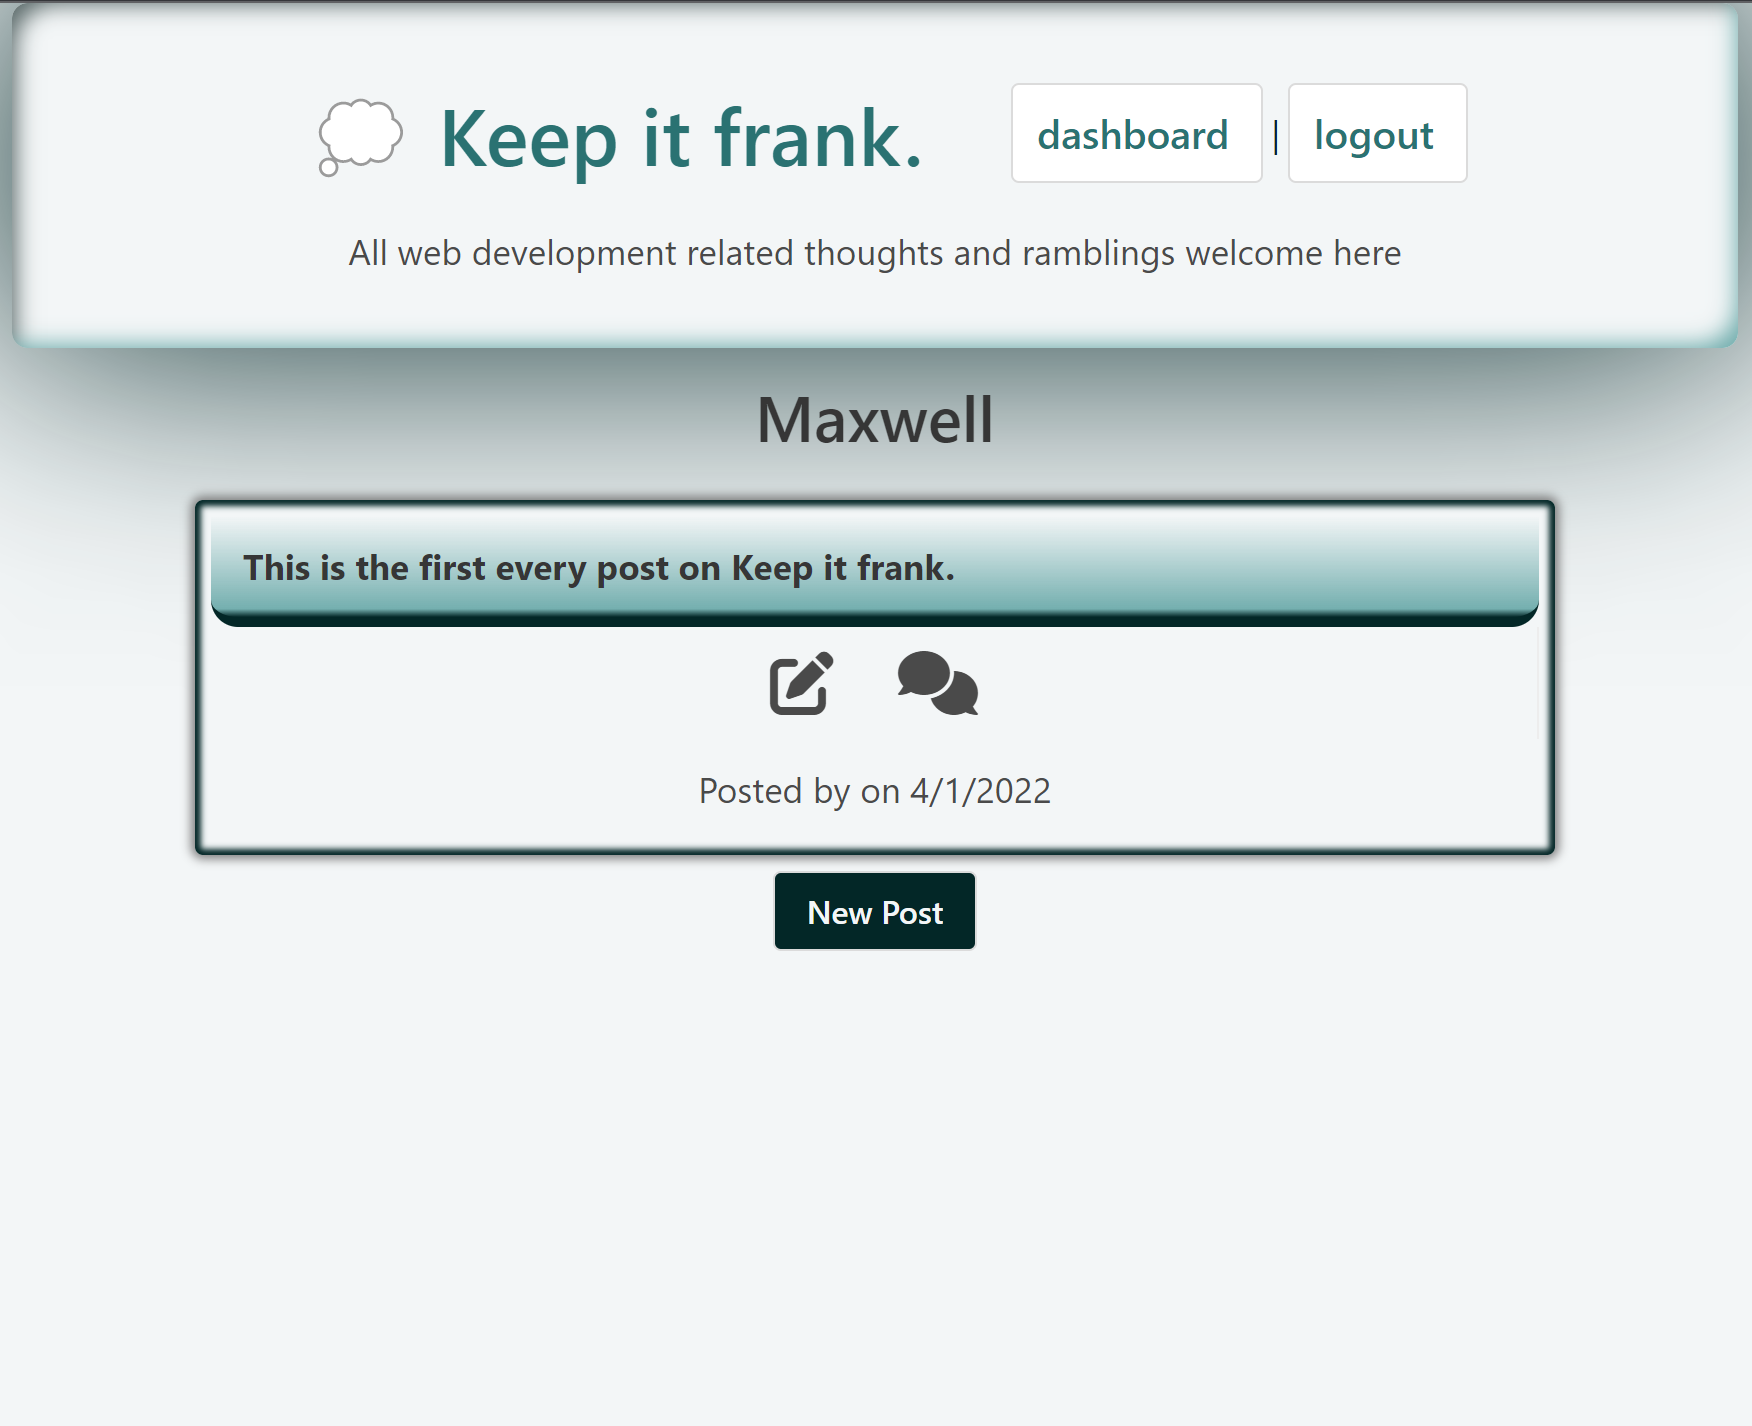 Keep it frank.
dashboard | logout
All web development related thoughts and ramblings welcome here
Maxwell
This is the first every post on Keep it frank.
Posted by on 4/1/2022
New Post